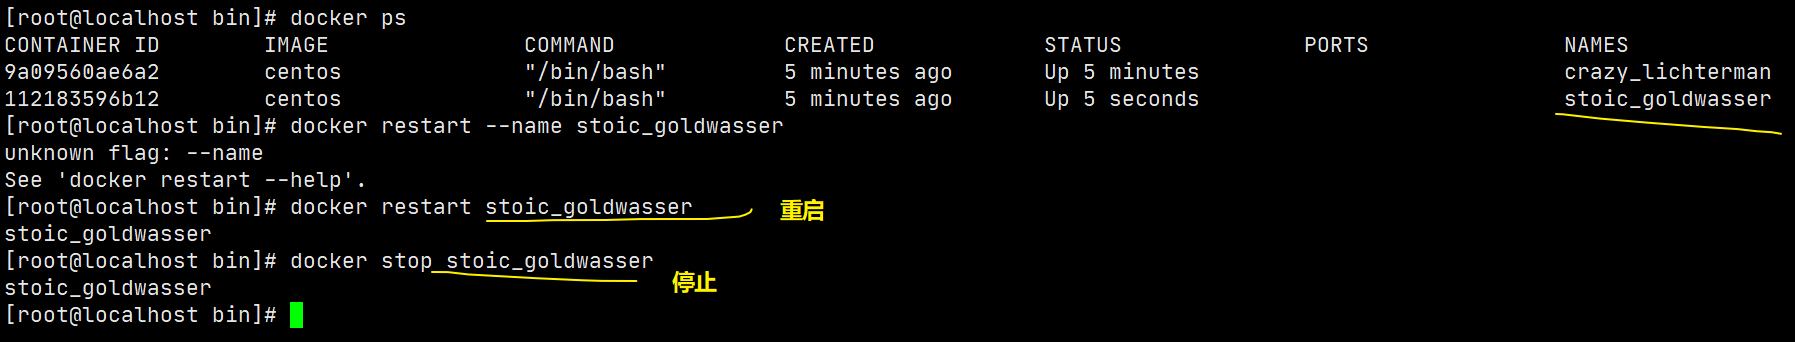 [root@localhost bin]# docker ps
CONTAINER ID        IMAGE               COMMAND             CREATED             STATUS              PORTS               NAMES
9a09560ae6a2        centos              "/bin/bash"         5 minutes ago       Up 5 minutes                            crazy_lichterman
112183596b12        centos              "/bin/bash"         5 minutes ago       Up 5 seconds                            stoic_goldwasser
[root@localhost bin]# docker restart --name stoic_goldwasser
unknown flag: --name
See 'docker restart --help'.
[root@localhost bin]# docker restart stoic_goldwasser 重启
stoic_goldwasser
[root@localhost bin]# docker stop stoic_goldwasser 停止
stoic_goldwasser
[root@localhost bin]#